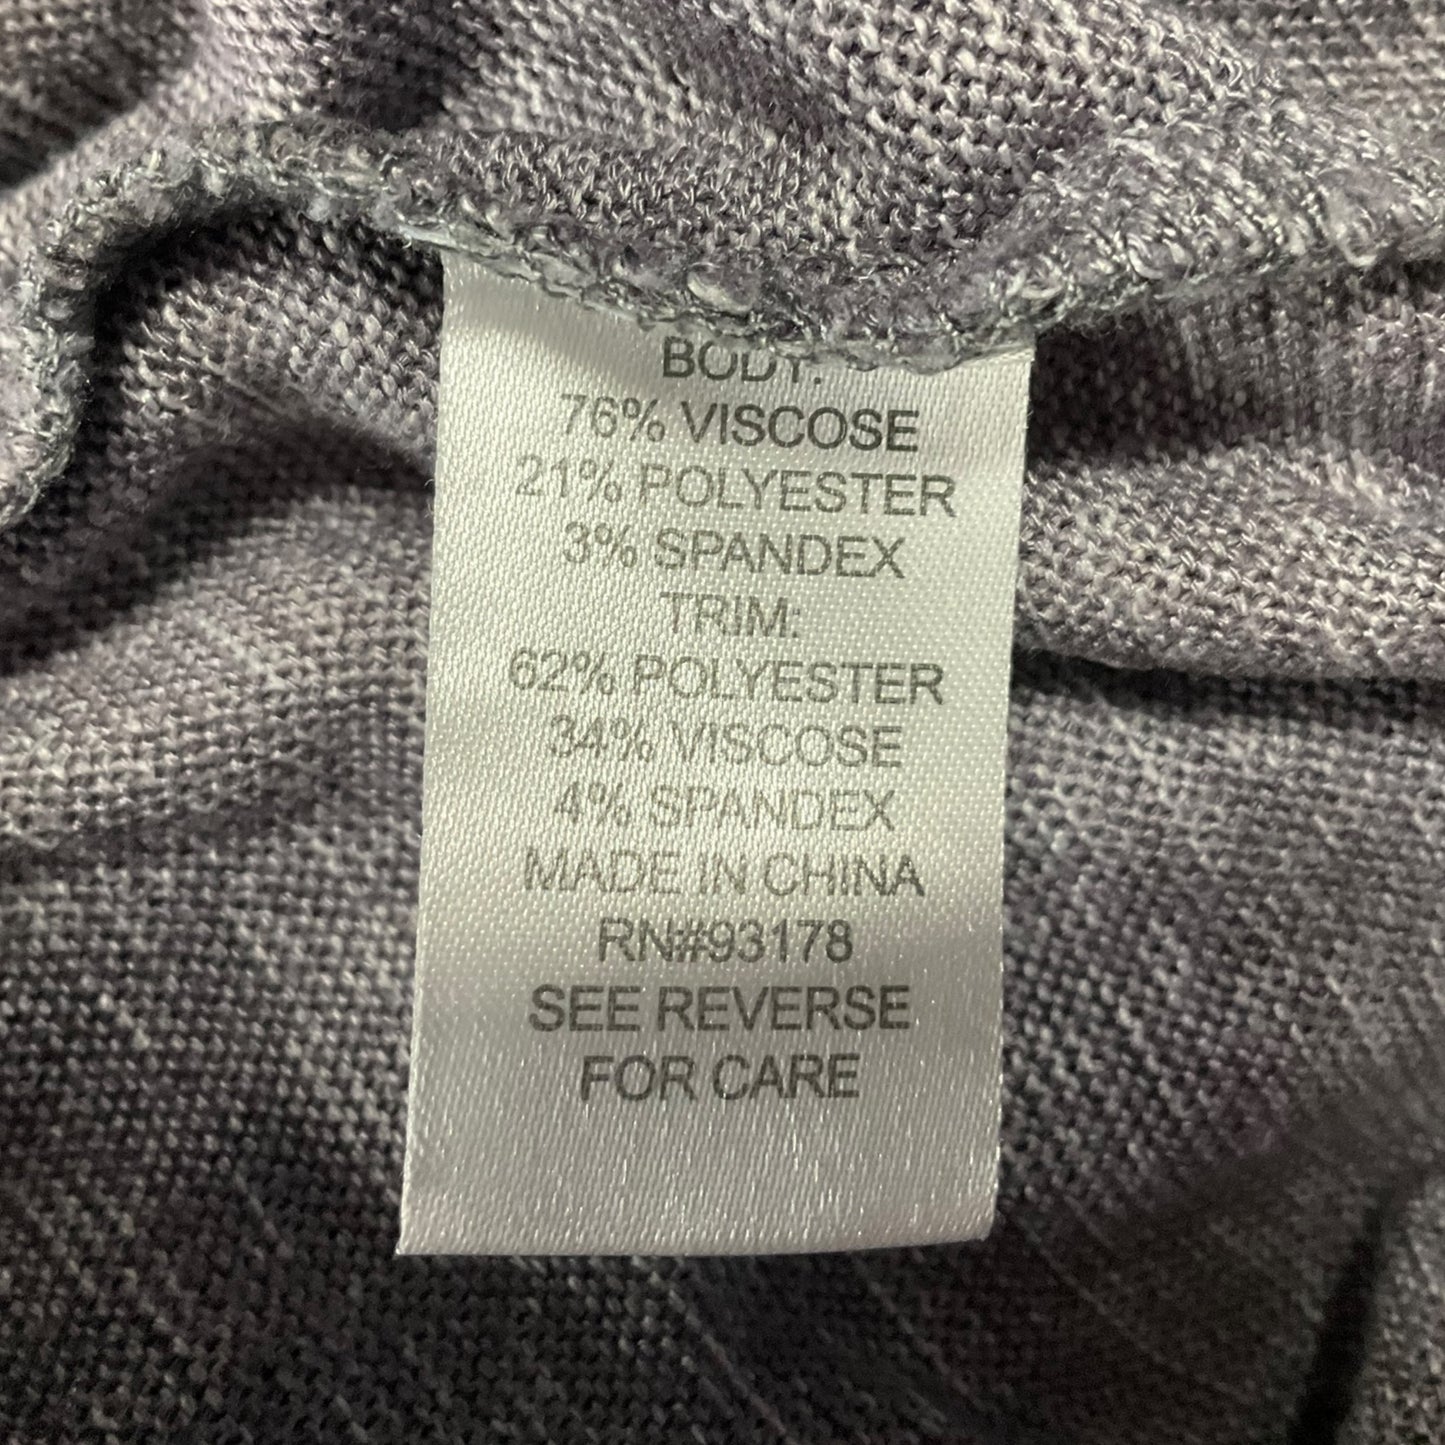 BODY:
76% VISCOSE
21% POLYESTER
3% SPANDEX
TRIM:
62% POLYESTER
34% VISCOSE
4% SPANDEX
MADE IN CHINA
RN#93178
SEE REVERSE
FOR CARE